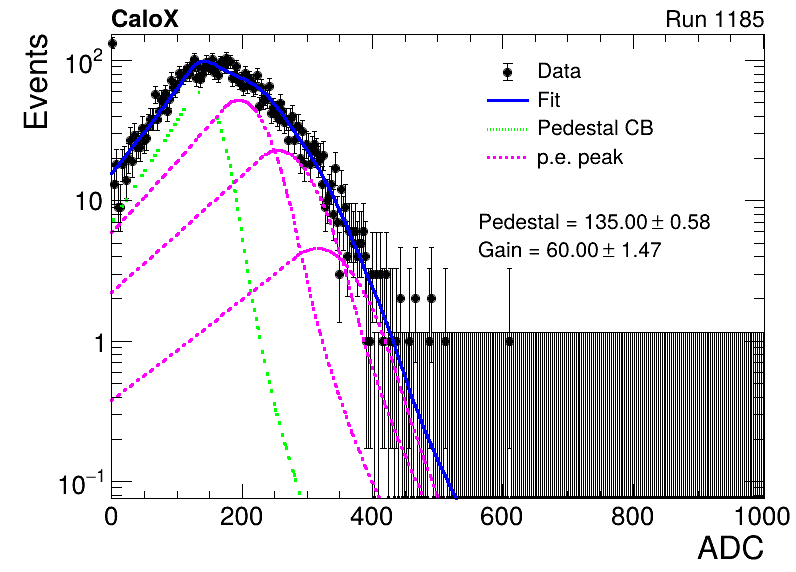 CaloX Run 1185
Events
10²
10
1
10⁻¹
Data
Fit
Pedestal CB
p.e. peak
Pedestal = 135.00 ± 0.58
Gain = 60.00 ± 1.47
0 200 400 600 800 1000
ADC